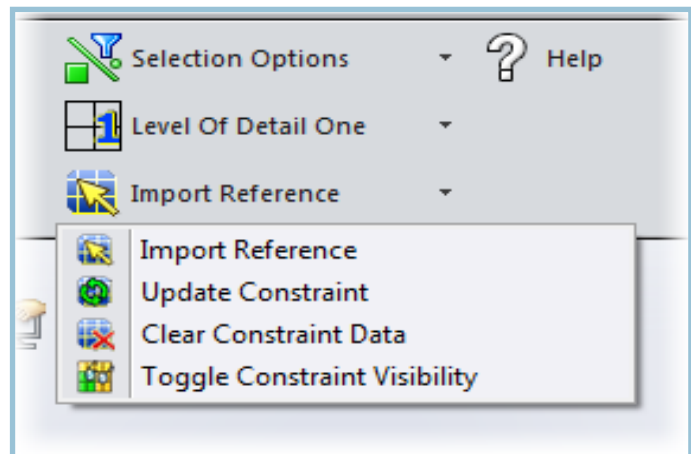 Selection Options Help
1 Level Of Detail One
Import Reference
Import Reference
Update Constraint
Clear Constraint Data
Toggle Constraint Visibility